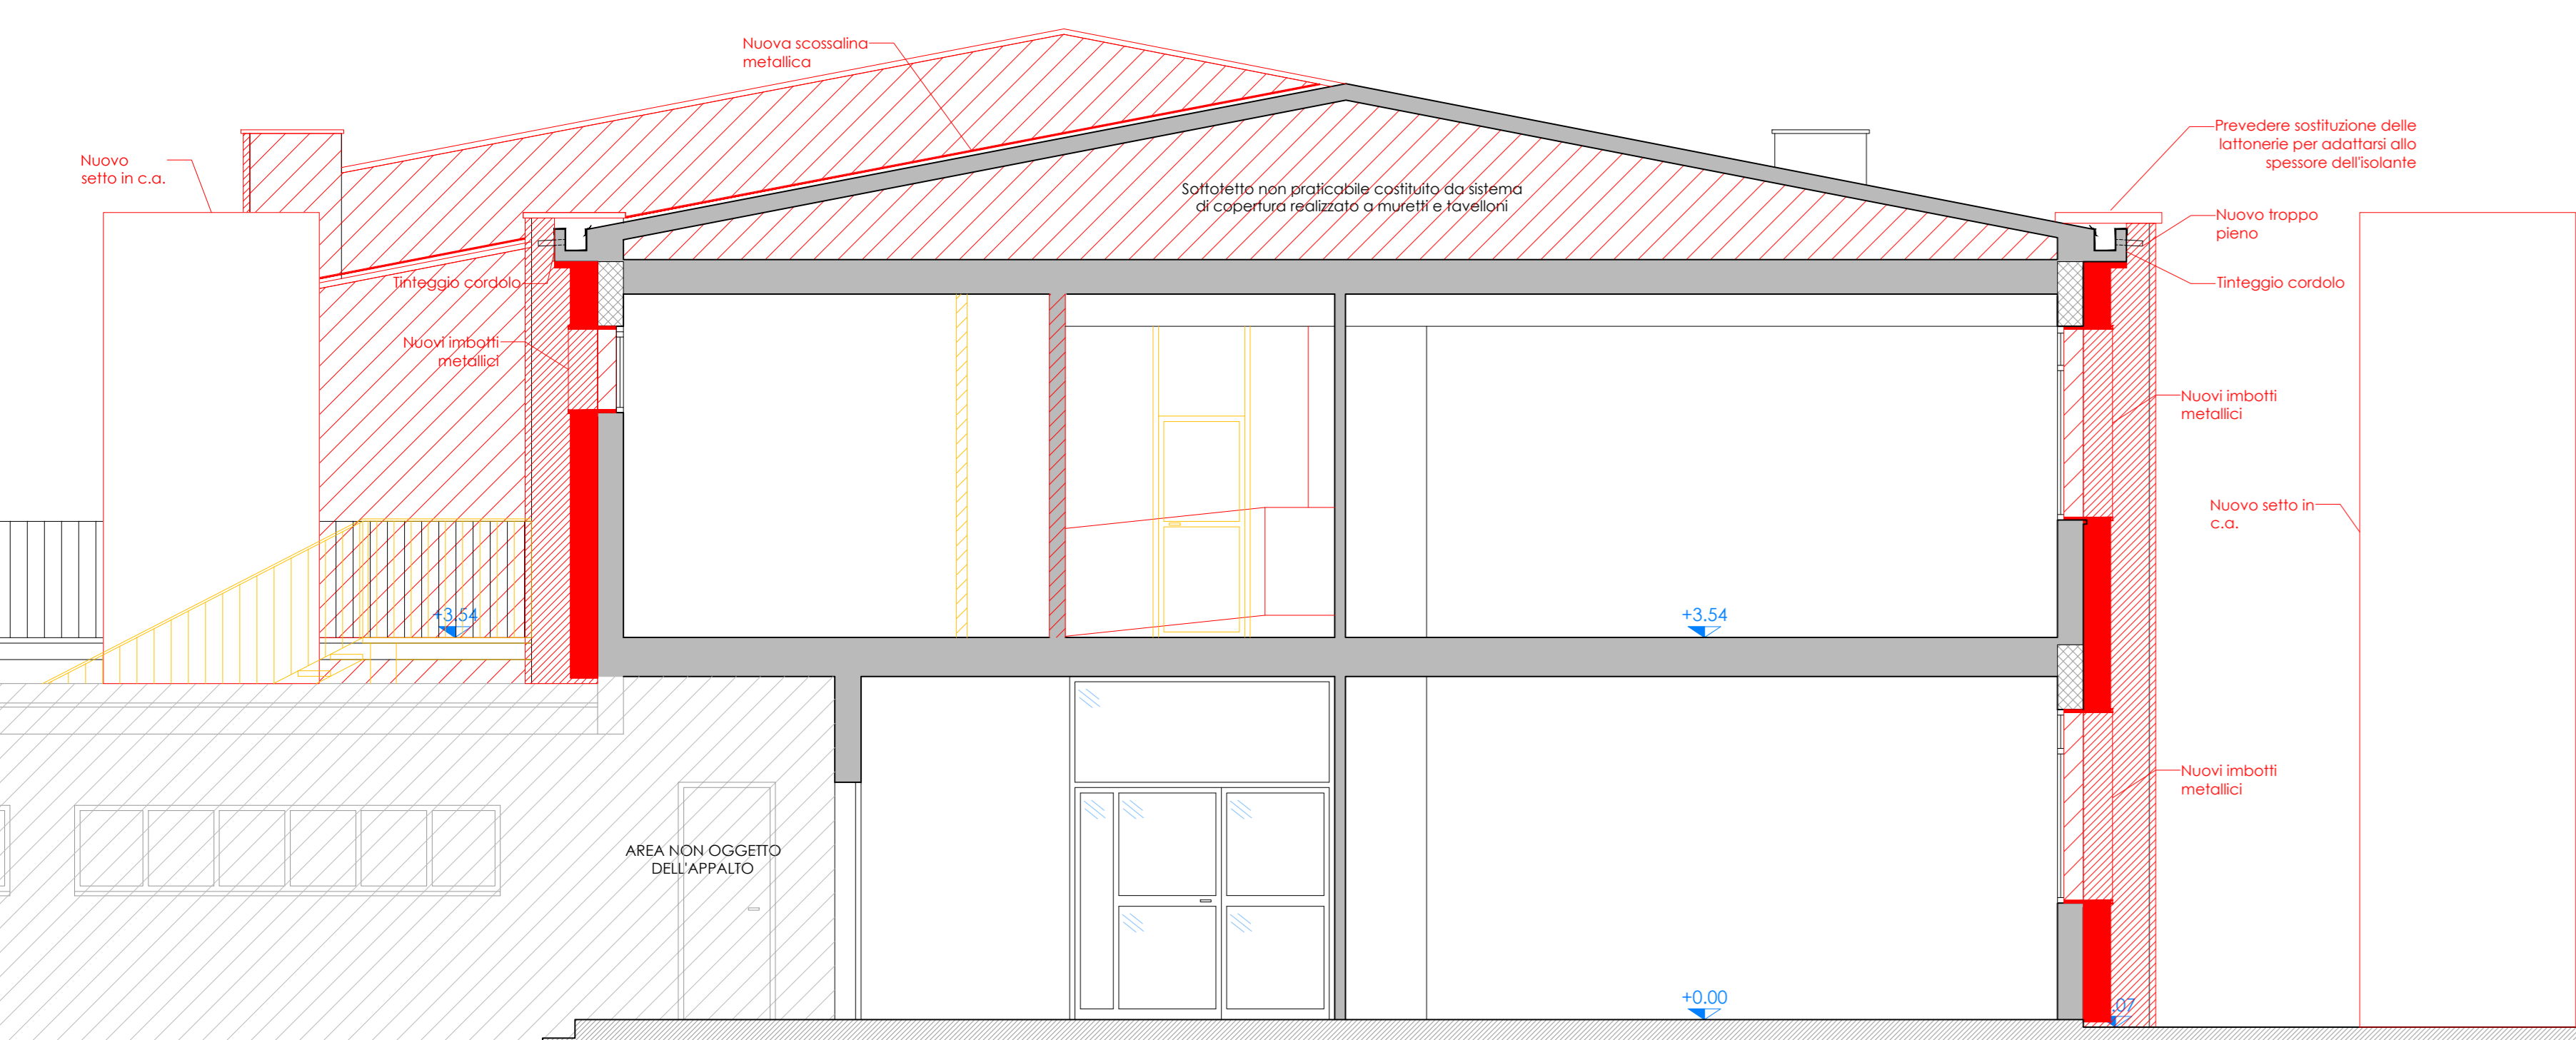 Nuova scossalina
metallica
Nuovo
setto in c.a.
Prevedere sostituzione delle
lattonerie per adattarsi allo
spessore dell'isolante
Sottotetto non praticabile costituito da sistema
di copertura realizzato a muretti e tavelloni
Nuovo troppo
pieno
Tinteggio cordolo
Tinteggio cordolo
Nuovi imbotti
metallici
Nuovi imbotti
metallici
Nuovo setto in
c.a.
+3.54
+3.54
Nuovi imbotti
metallici
AREA NON OGGETTO
DELL'APPALTO
+0.00
.07